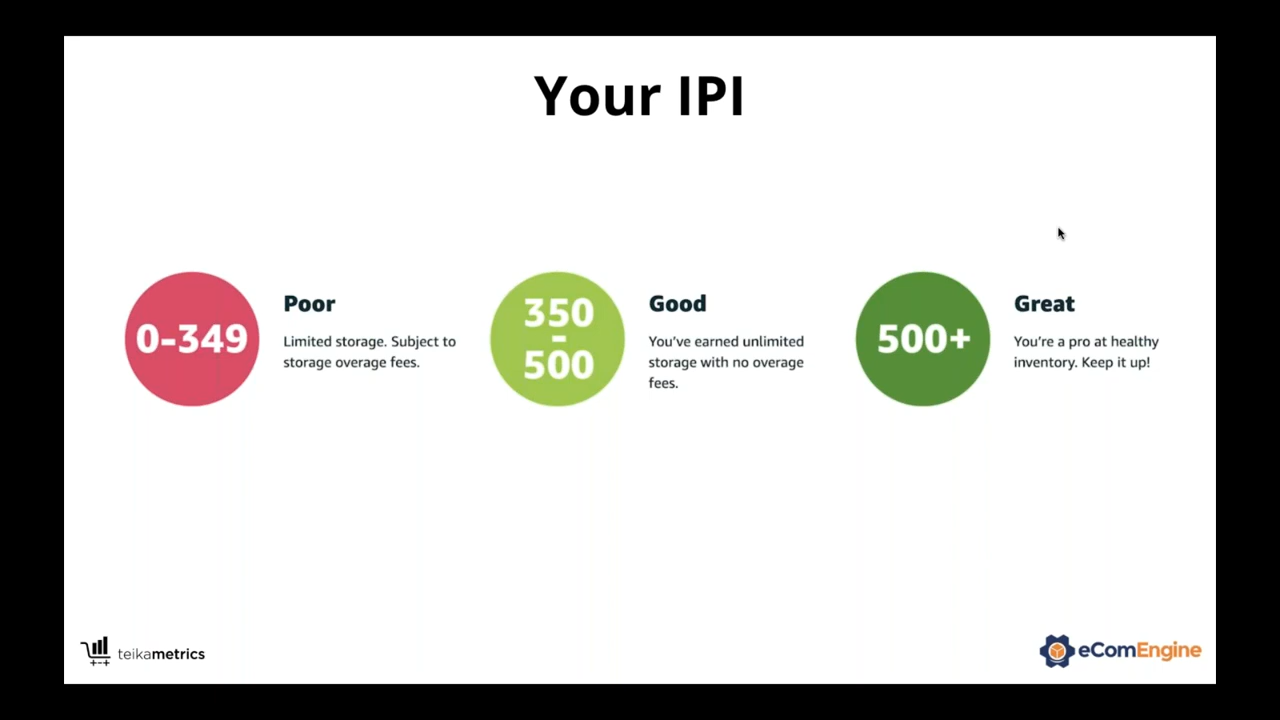 Your IPI
0-349
Poor
Limited storage. Subject to
storage overage fees.
350
-
500
Good
You've earned unlimited
storage with no overage
fees.
500+
Great
You're a pro at healthy
inventory. Keep it up!
teikametrics
eComEngine